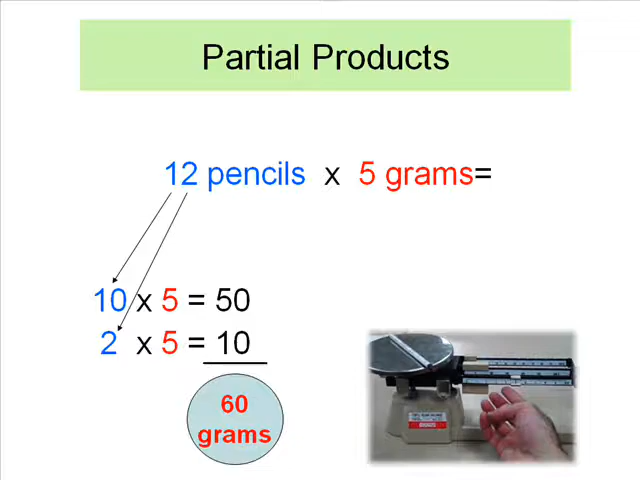 Partial Products
12 pencils x 5 grams=
10 x 5 = 50
2 x 5 = 10
60
grams